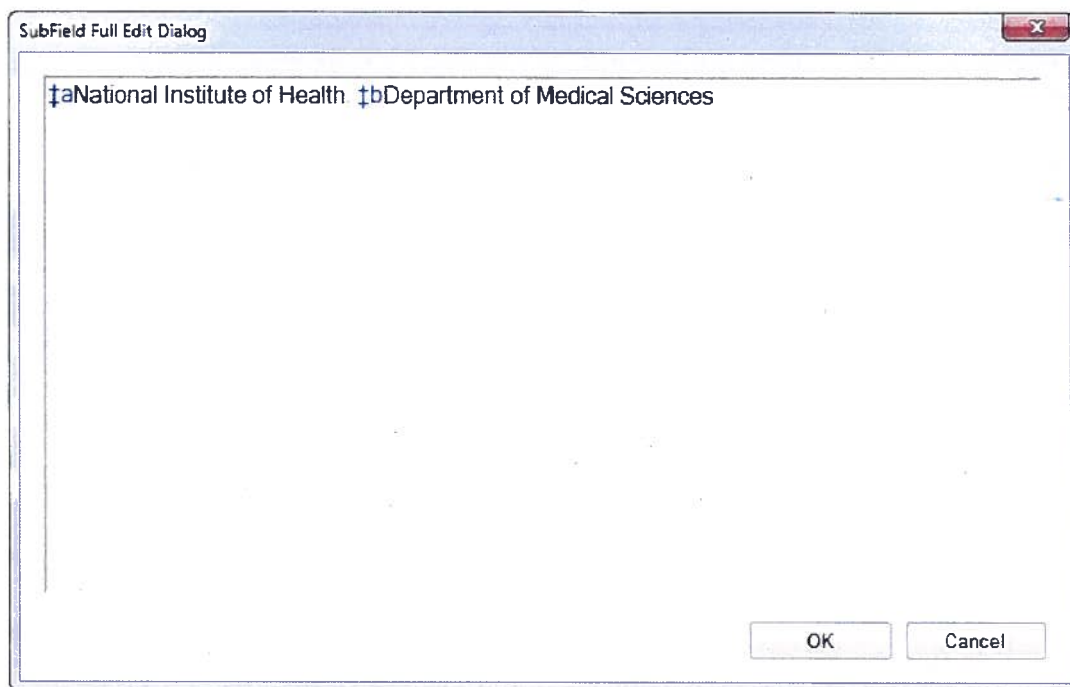 SubField Full Edit Dialog
x
‡aNational Institute of Health ‡bDepartment of Medical Sciences
OK
Cancel